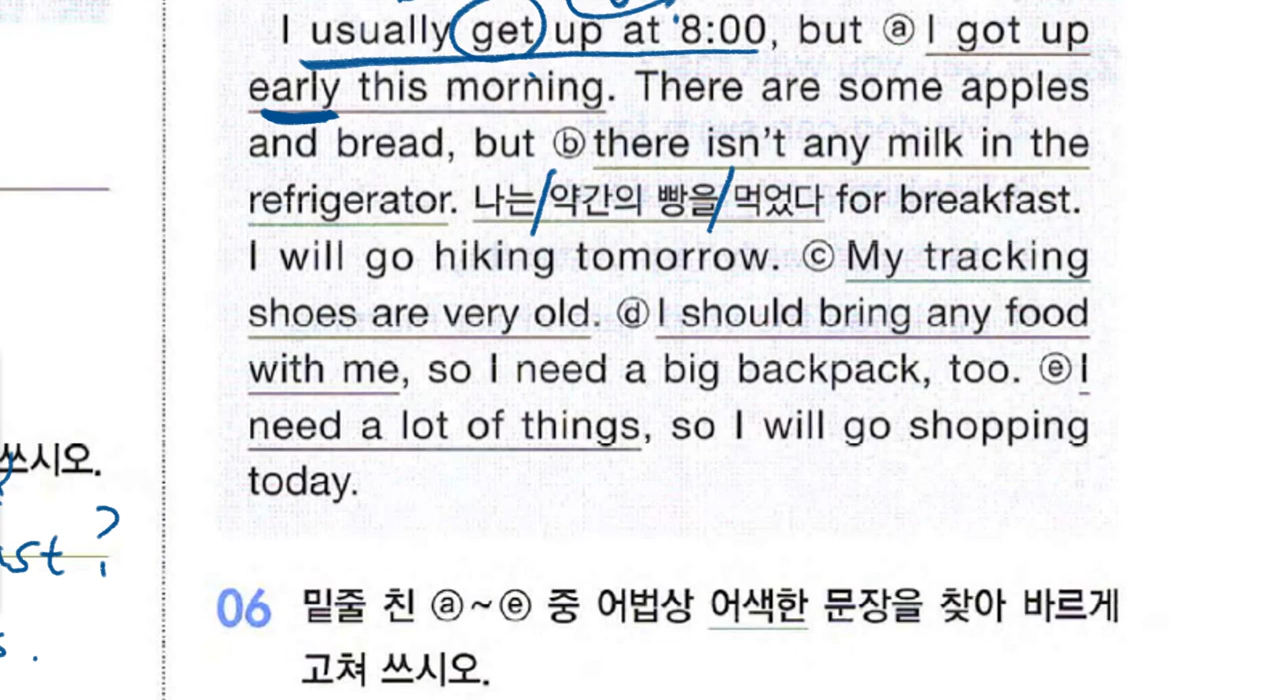 I usually get up at 8:00, but ⓐ I got up
early this morning. There are some apples
and bread, but ⓑ there isn't any milk in the
refrigerator. 나는/약간의 빵을/먹었다 for breakfast.
I will go hiking tomorrow. ⓒ My tracking
shoes are very old. ⓓ I should bring any food
with me, so I need a big backpack, too. ⓔ I
need a lot of things, so I will go shopping
today.
쓰시오.
st ?
s.
06 밑줄 친 ⓐ~ⓔ 중 어법상 어색한 문장을 찾아 바르게
고쳐 쓰시오.